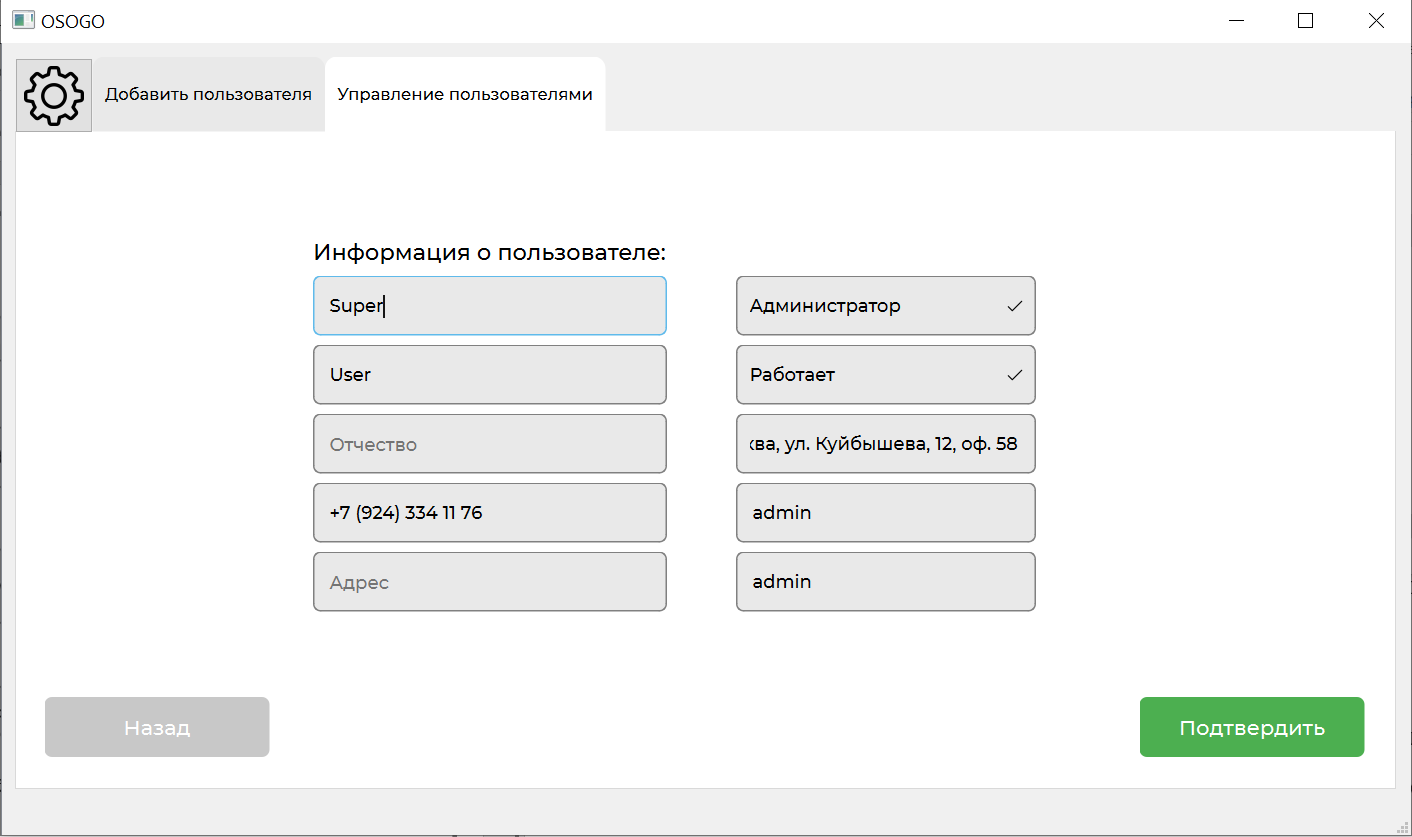 OSOGO
Добавить пользователя
Управление пользователями
Информация о пользователе:
Super
Администратор
User
Работает
Отчество
ква, ул. Куйбышева, 12, оф. 58
+7 (924) 334 11 76
admin
Адрес
admin
Назад
Подтвердить